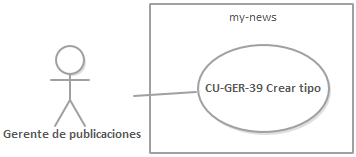 my-news
CU-GER-39 Crear tipo
Gerente de publicaciones